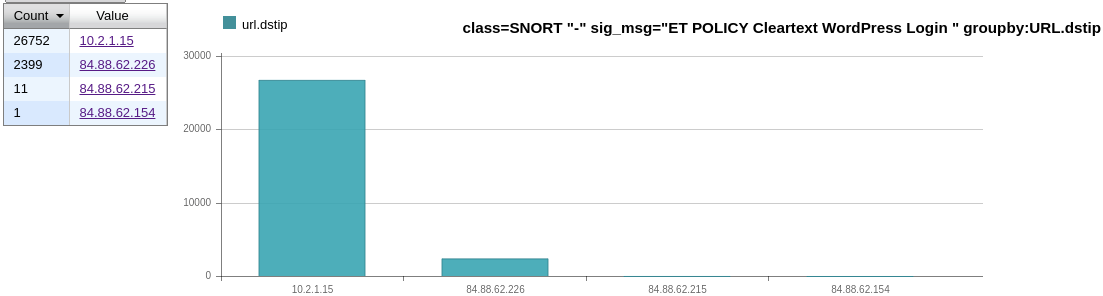 Count Value
26752 10.2.1.15
2399 84.88.62.226
11 84.88.62.215
1 84.88.62.154
url.dstip
class=SNORT "-" sig_msg="ET POLICY Cleartext WordPress Login " groupby:URL.dstip
30000
20000
10000
0
10.2.1.15 84.88.62.226 84.88.62.215 84.88.62.154